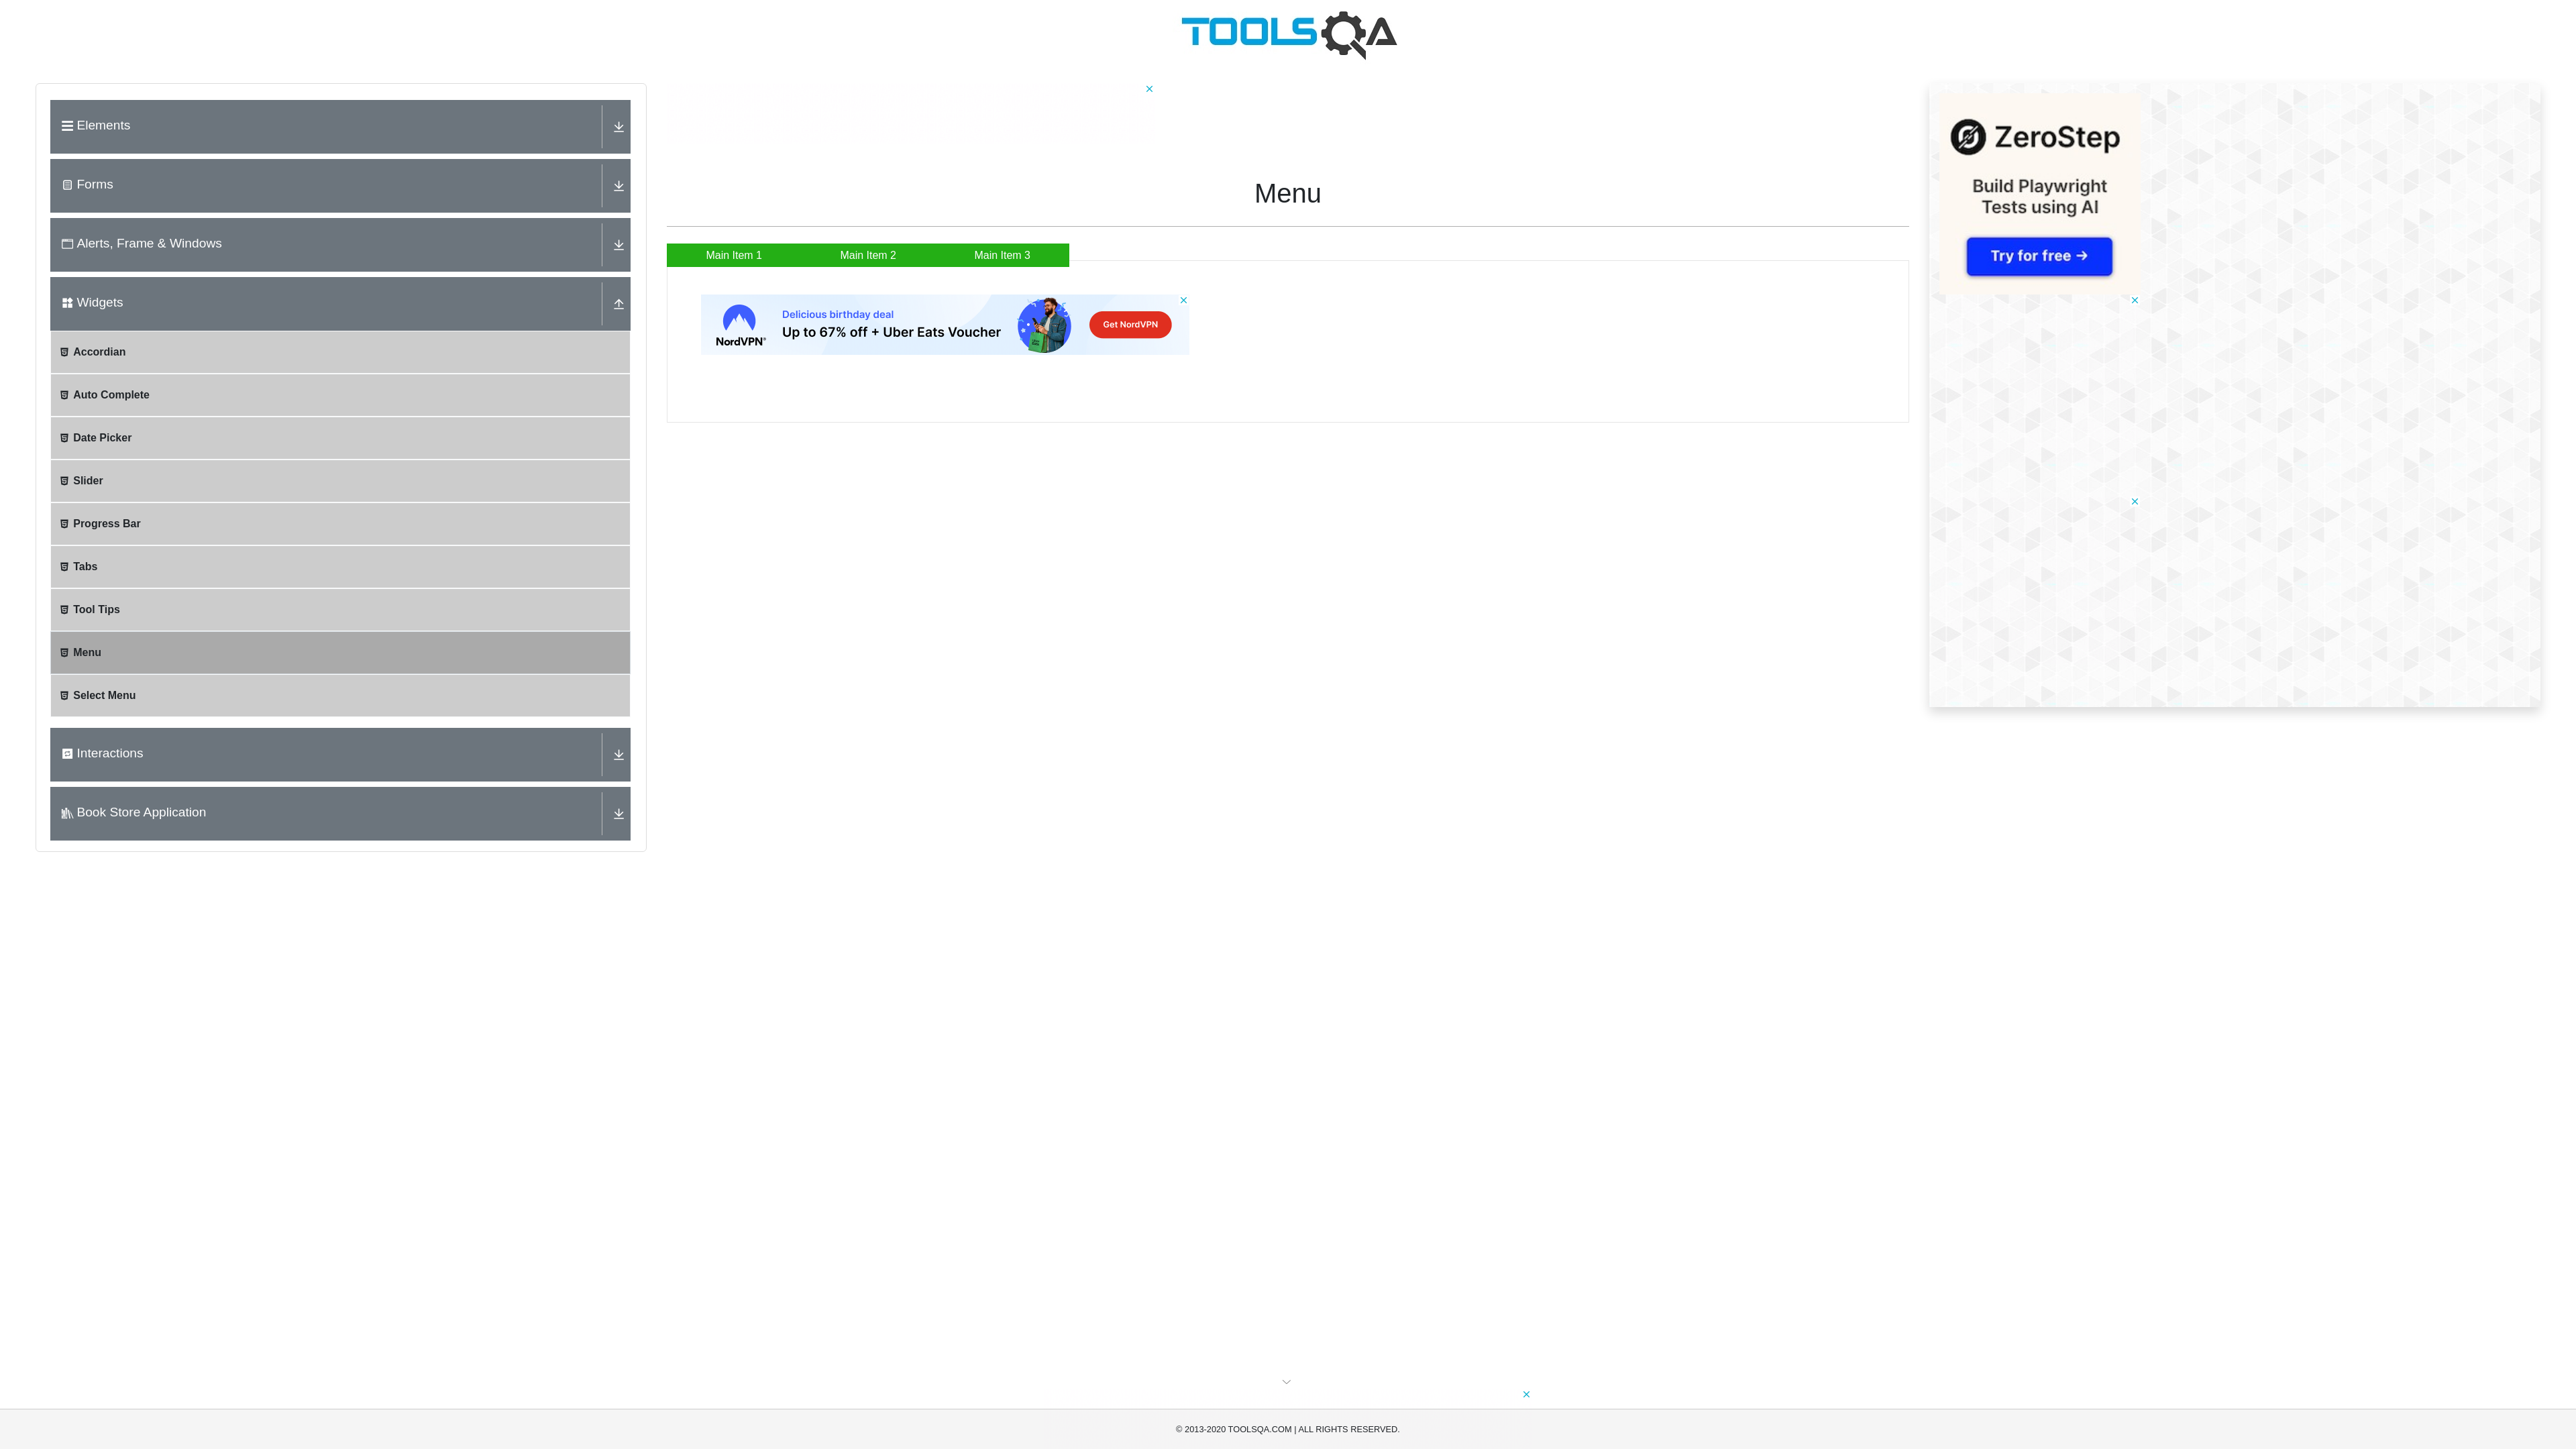 TOOLSQA
Elements
Forms
Alerts, Frame & Windows
Widgets
Accordian
Auto Complete
Date Picker
Slider
Progress Bar
Tabs
Tool Tips
Menu
Select Menu
Interactions
Book Store Application
Menu
Main Item 1
Main Item 2
Main Item 3
NordVPN®
Delicious birthday deal
Up to 67% off + Uber Eats Voucher
Get NordVPN
ZeroStep
Build Playwright
Tests using AI
Try for free →
© 2013-2020 TOOLSQA.COM | ALL RIGHTS RESERVED.